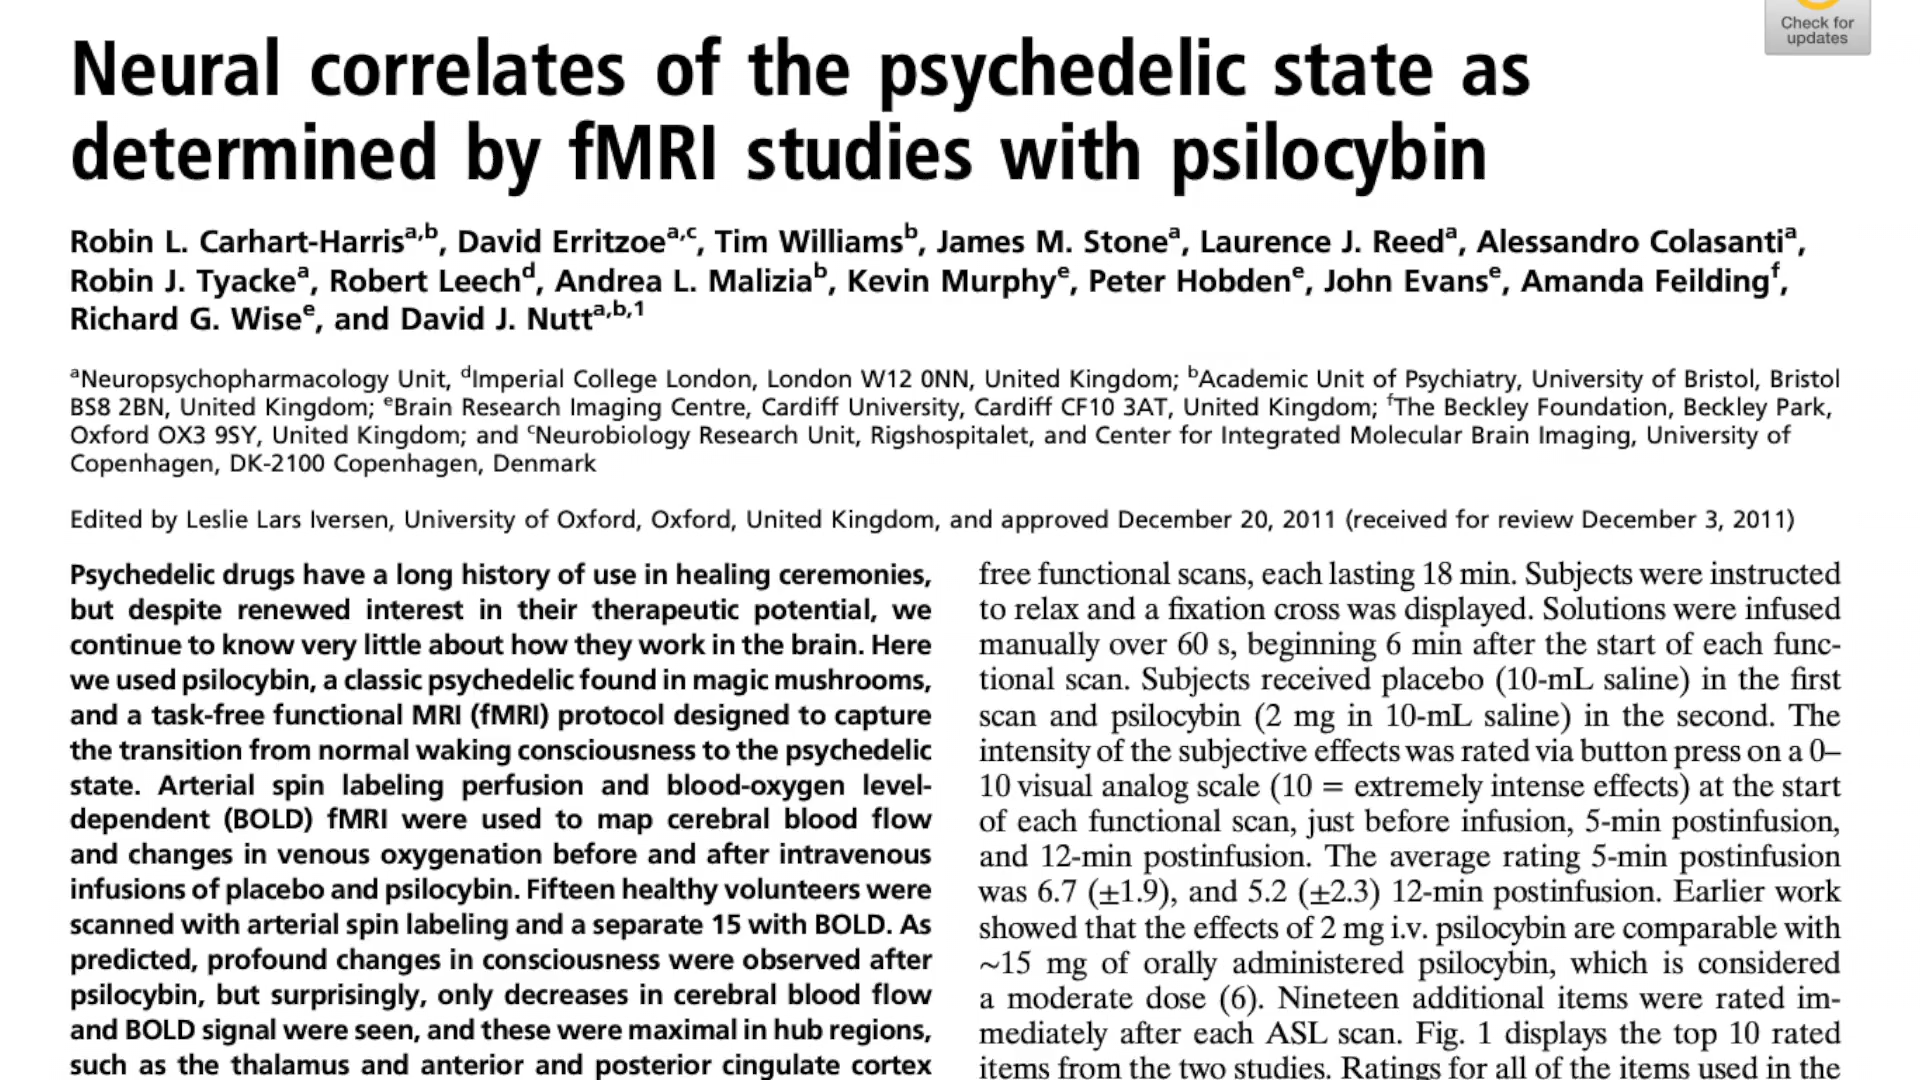 Check for
updates
Neural correlates of the psychedelic state as
determined by fMRI studies with psilocybin
Robin L. Carhart-Harrisa,b, David Erritzoea,c, Tim Williamsb, James M. Stonea, Laurence J. Reeda, Alessandro Colasantia,
Robin J. Tyackea, Robert Leechd, Andrea L. Maliziab, Kevin Murphye, Peter Hobdene, John Evanse, Amanda Feildingf,
Richard G. Wisee, and David J. Nutta,b,1
aNeuropsychopharmacology Unit, dImperial College London, London W12 0NN, United Kingdom; bAcademic Unit of Psychiatry, University of Bristol, Bristol
BS8 2BN, United Kingdom; eBrain Research Imaging Centre, Cardiff University, Cardiff CF10 3AT, United Kingdom; fThe Beckley Foundation, Beckley Park,
Oxford OX3 9SY, United Kingdom; and cNeurobiology Research Unit, Rigshospitalet, and Center for Integrated Molecular Brain Imaging, University of
Copenhagen, DK-2100 Copenhagen, Denmark
Edited by Leslie Lars Iversen, University of Oxford, Oxford, United Kingdom, and approved December 20, 2011 (received for review December 3, 2011)
Psychedelic drugs have a long history of use in healing ceremonies,
but despite renewed interest in their therapeutic potential, we
continue to know very little about how they work in the brain. Here
we used psilocybin, a classic psychedelic found in magic mushrooms,
and a task-free functional MRI (fMRI) protocol designed to capture
the transition from normal waking consciousness to the psychedelic
state. Arterial spin labeling perfusion and blood-oxygen level-
dependent (BOLD) fMRI were used to map cerebral blood flow
and changes in venous oxygenation before and after intravenous
infusions of placebo and psilocybin. Fifteen healthy volunteers were
scanned with arterial spin labeling and a separate 15 with BOLD. As
predicted, profound changes in consciousness were observed after
psilocybin, but surprisingly, only decreases in cerebral blood flow
and BOLD signal were seen, and these were maximal in hub regions,
such as the thalamus and anterior and posterior cingulate cortex
free functional scans, each lasting 18 min. Subjects were instructed
to relax and a fixation cross was displayed. Solutions were infused
manually over 60 s, beginning 6 min after the start of each func-
tional scan. Subjects received placebo (10-mL saline) in the first
scan and psilocybin (2 mg in 10-mL saline) in the second. The
intensity of the subjective effects was rated via button press on a 0–
10 visual analog scale (10 = extremely intense effects) at the start
of each functional scan, just before infusion, 5-min postinfusion,
and 12-min postinfusion. The average rating 5-min postinfusion
was 6.7 (±1.9), and 5.2 (±2.3) 12-min postinfusion. Earlier work
showed that the effects of 2 mg i.v. psilocybin are comparable with
~15 mg of orally administered psilocybin, which is considered
a moderate dose (6). Nineteen additional items were rated im-
mediately after each ASL scan. Fig. 1 displays the top 10 rated
items from the two studies. Ratings for all of the items used in the